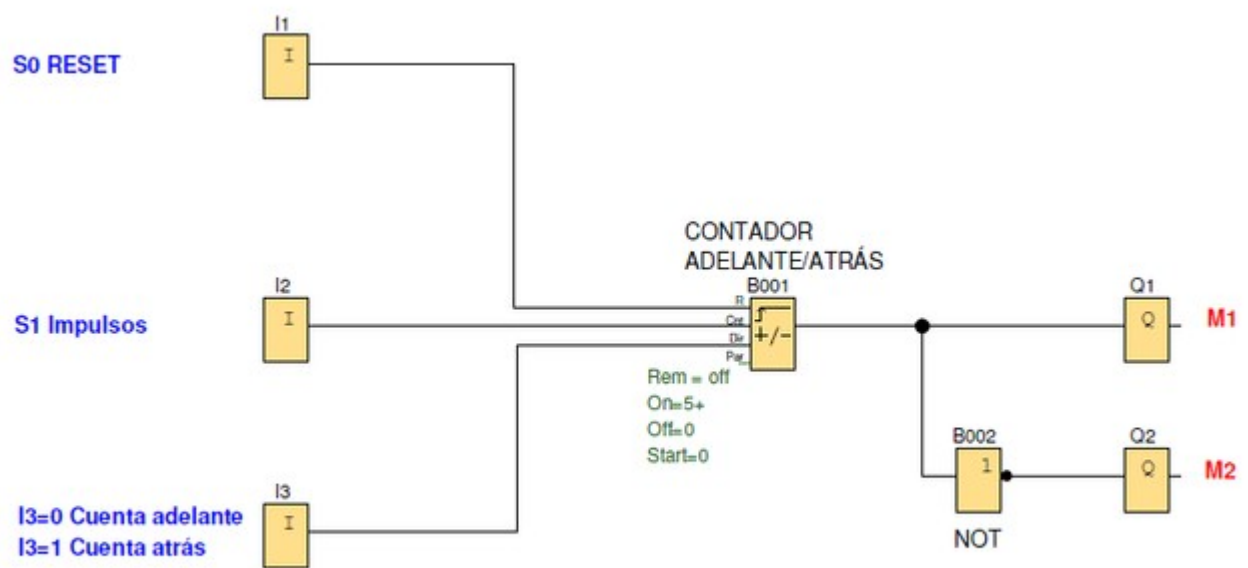 I1
I
S0 RESET
CONTADOR
ADELANTE/ATRÁS
B001
I2
I
S1 Impulsos
R
Cnt
Dir
Par
+/-
Q1
Q
M1
Rem = off
On=5+
Off=0
Start=0
B002
1
Q2
Q
M2
NOT
I3
I
I3=0 Cuenta adelante
I3=1 Cuenta atrás